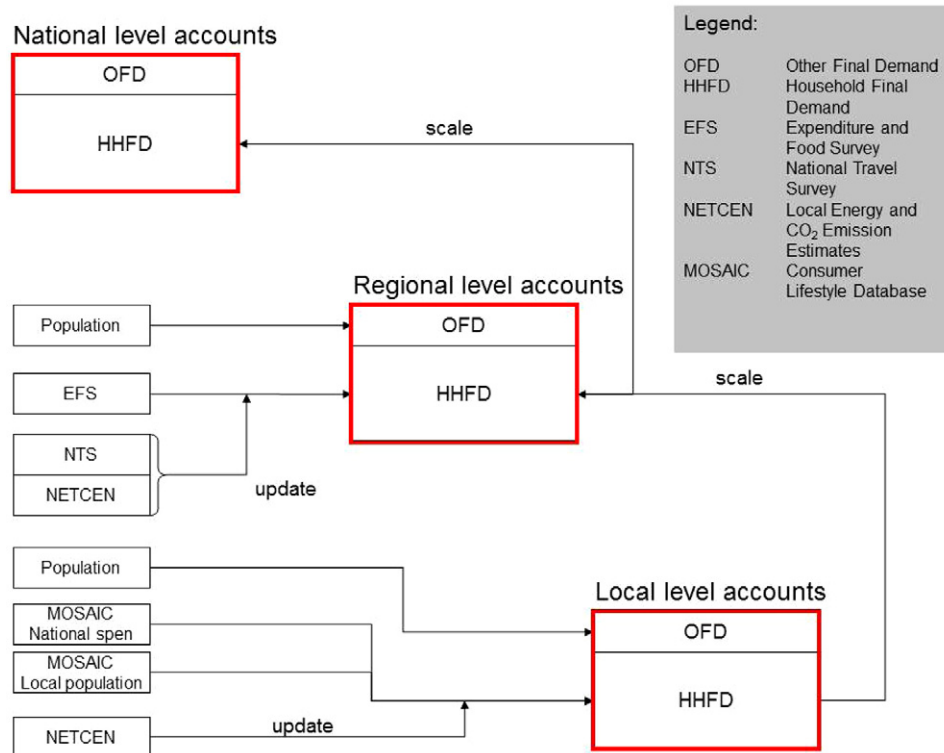 National level accounts
OFD
HHFD
scale
Legend:
OFD Other Final Demand
HHFD Household Final
Demand
EFS Expenditure and
Food Survey
NTS National Travel
Survey
NETCEN Local Energy and
CO₂ Emission
Estimates
MOSAIC Consumer
Lifestyle Database
Regional level accounts
Population
OFD
EFS
HHFD
scale
NTS
NETCEN
update
Population
Local level accounts
MOSAIC
National spen
OFD
MOSAIC
Local population
HHFD
NETCEN
update